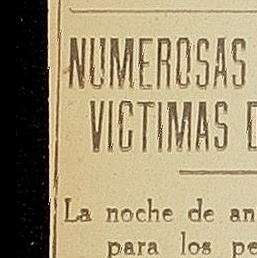 NUMEROSAS
VICTIMAS D
La noche de an
para los pe